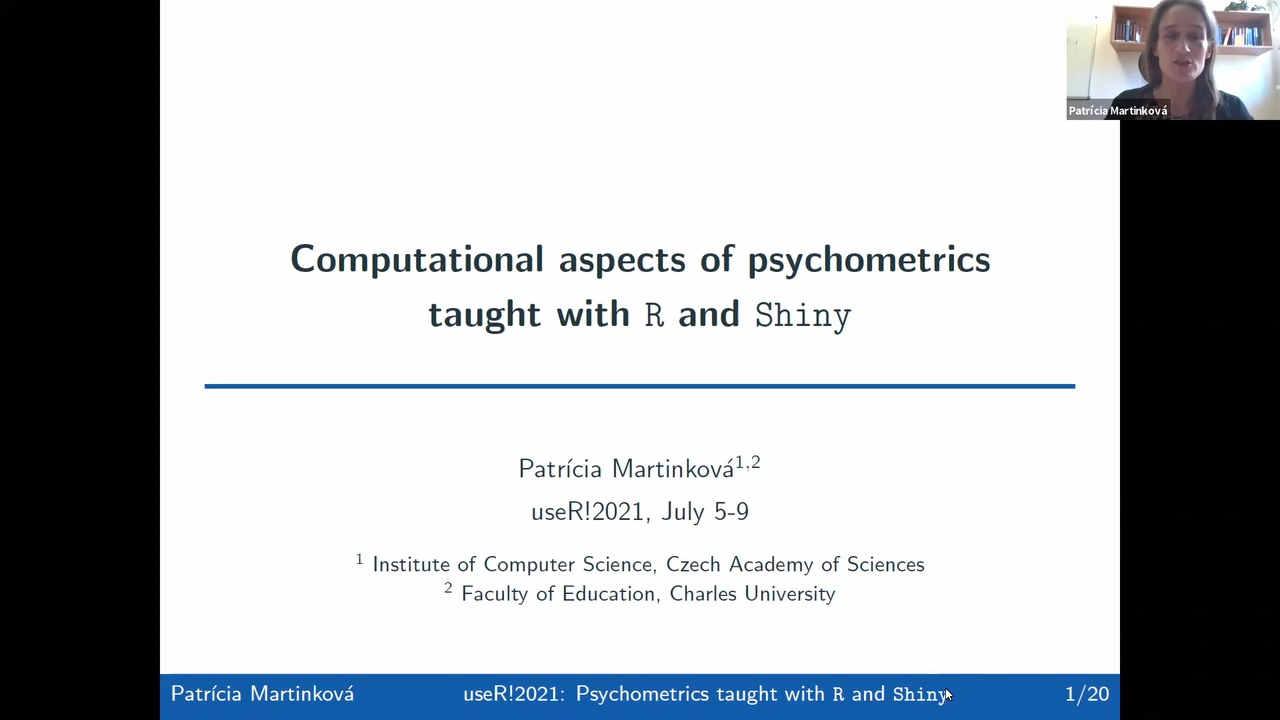 Patrícia Martinková
Computational aspects of psychometrics
taught with R and Shiny
Patrícia Martinková1,2
useR!2021, July 5-9
1 Institute of Computer Science, Czech Academy of Sciences
2 Faculty of Education, Charles University
Patrícia Martinková useR!2021: Psychometrics taught with R and Shiny 1/20